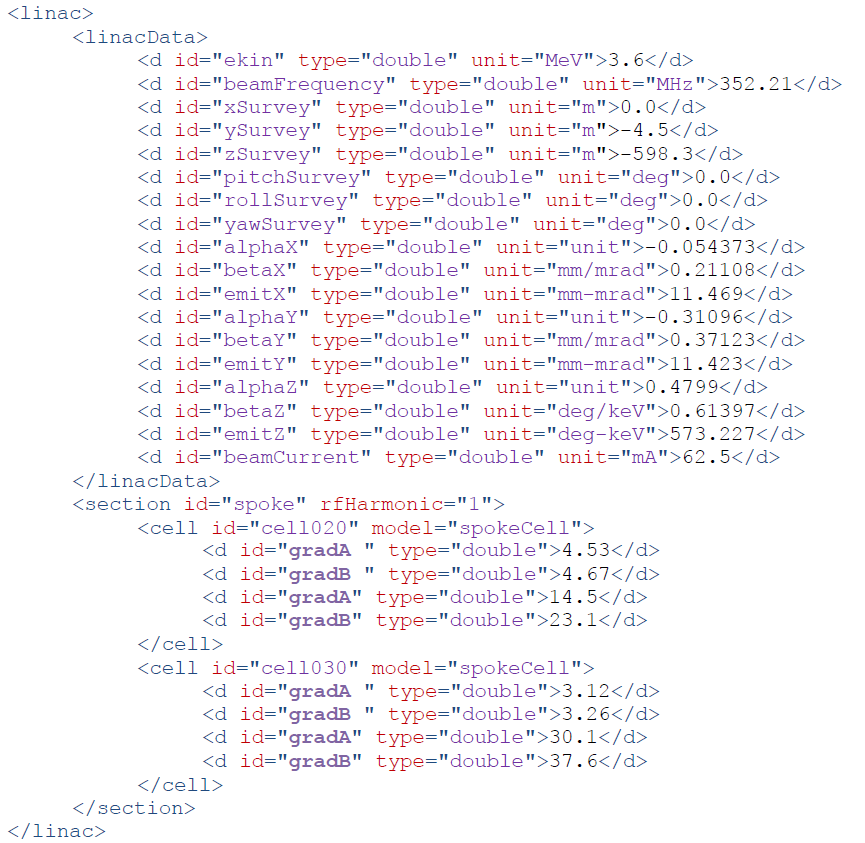 <linac>
<linacData>
<d id="ekin" type="double" unit="MeV">3.6</d>
<d id="beamFrequency" type="double" unit="MHz">352.21</d>
<d id="xSurvey" type="double" unit="m">0.0</d>
<d id="ySurvey" type="double" unit="m">-4.5</d>
<d id="zSurvey" type="double" unit="m">-598.3</d>
<d id="pitchSurvey" type="double" unit="deg">0.0</d>
<d id="rollSurvey" type="double" unit="deg">0.0</d>
<d id="yawSurvey" type="double" unit="deg">0.0</d>
<d id="alphaX" type="double" unit="unit">-0.054373</d>
<d id="betaX" type="double" unit="mm/mrad">0.21108</d>
<d id="emitX" type="double" unit="mm-mrad">11.469</d>
<d id="alphaY" type="double" unit="unit">-0.31096</d>
<d id="betaY" type="double" unit="mm/mrad">0.37123</d>
<d id="emitY" type="double" unit="mm-mrad">11.423</d>
<d id="alphaZ" type="double" unit="unit">0.4799</d>
<d id="betaZ" type="double" unit="deg/keV">0.61397</d>
<d id="emitZ" type="double" unit="deg-keV">573.227</d>
<d id="beamCurrent" type="double" unit="mA">62.5</d>
</linacData>
<section id="spoke" rfHarmonic="1">
<cell id="cell020" model="spokeCell">
<d id="gradA " type="double">4.53</d>
<d id="gradB " type="double">4.67</d>
<d id="gradA" type="double">14.5</d>
<d id="gradB" type="double">23.1</d>
</cell>
<cell id="cell030" model="spokeCell">
<d id="gradA " type="double">3.12</d>
<d id="gradB " type="double">3.26</d>
<d id="gradA" type="double">30.1</d>
<d id="gradB" type="double">37.6</d>
</cell>
</section>
</linac>